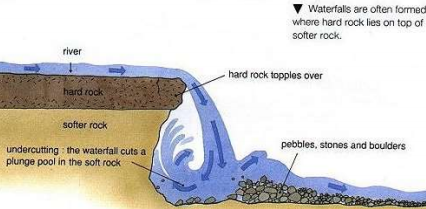 ▼ Waterfalls are often formed
where hard rock lies on top of
softer rock.
river
hard rock topples over
hard rock
softer rock
undercutting : the waterfall cuts a
plunge pool in the soft rock
pebbles, stones and boulders